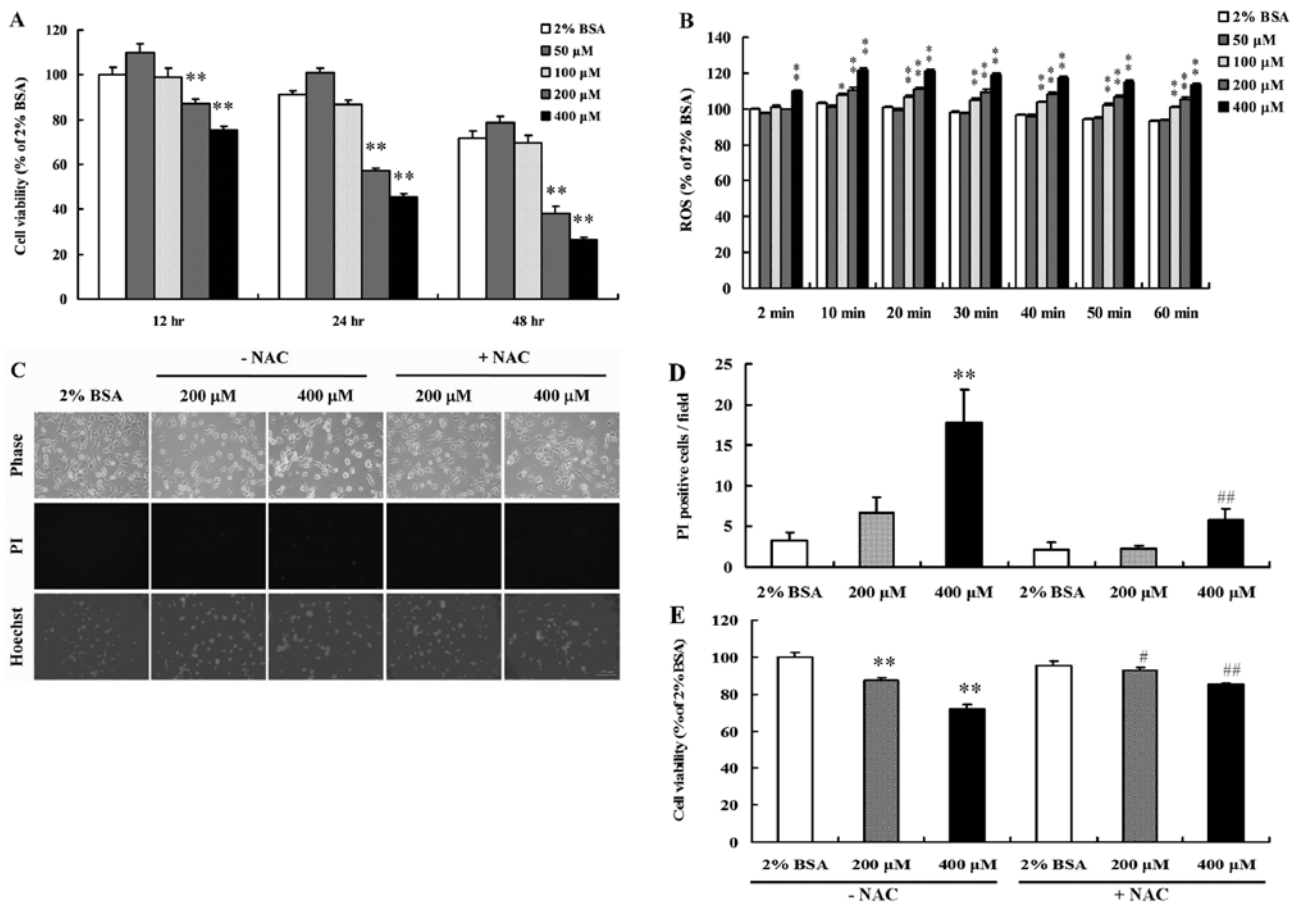 A
Cell viability (% of 2% BSA)
120
100
80
60
40
20
0
** **
** **
** **
12 hr 24 hr 48 hr
2% BSA
50 µM
100 µM
200 µM
400 µM
B
ROS (% of 2% BSA)
140
120
100
80
60
40
20
0
** * ** ** ** ** ** ** ** ** ** ** ** ** ** ** ** ** **
2 min 10 min 20 min 30 min 40 min 50 min 60 min
2% BSA
50 µM
100 µM
200 µM
400 µM
C
- NAC + NAC
2% BSA 200 µM 400 µM 200 µM 400 µM
Phase
PI
Hoechst
D
PI positive cells / field
25
20
15
10
5
0
** ##
2% BSA 200 µM 400 µM 2% BSA 200 µM 400 µM
E
Cell viability (%of 2%BSA)
120
100
80
60
40
20
0
** ** # ##
2% BSA 200 µM 400 µM 2% BSA 200 µM 400 µM
- NAC + NAC